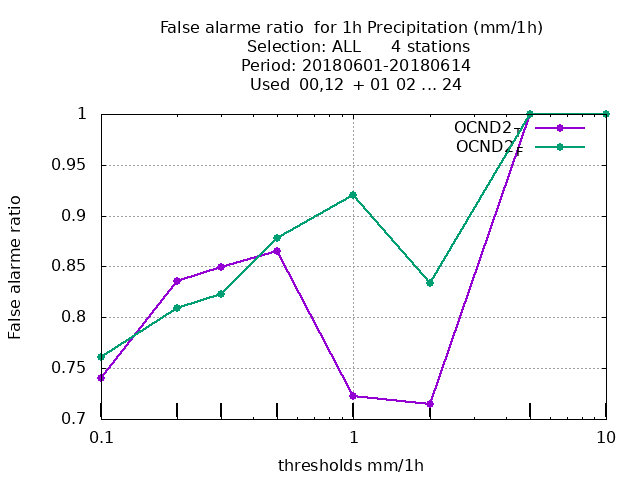 False alarme ratio  for 1h Precipitation (mm/1h)
Selection: ALL      4 stations
Period: 20180601-20180614
Used  00,12  + 01 02 ... 24
OCND2T
OCND2F
1
0.95
0.9
0.85
0.8
0.75
0.7
False alarme ratio
0.1
1
10
thresholds mm/1h